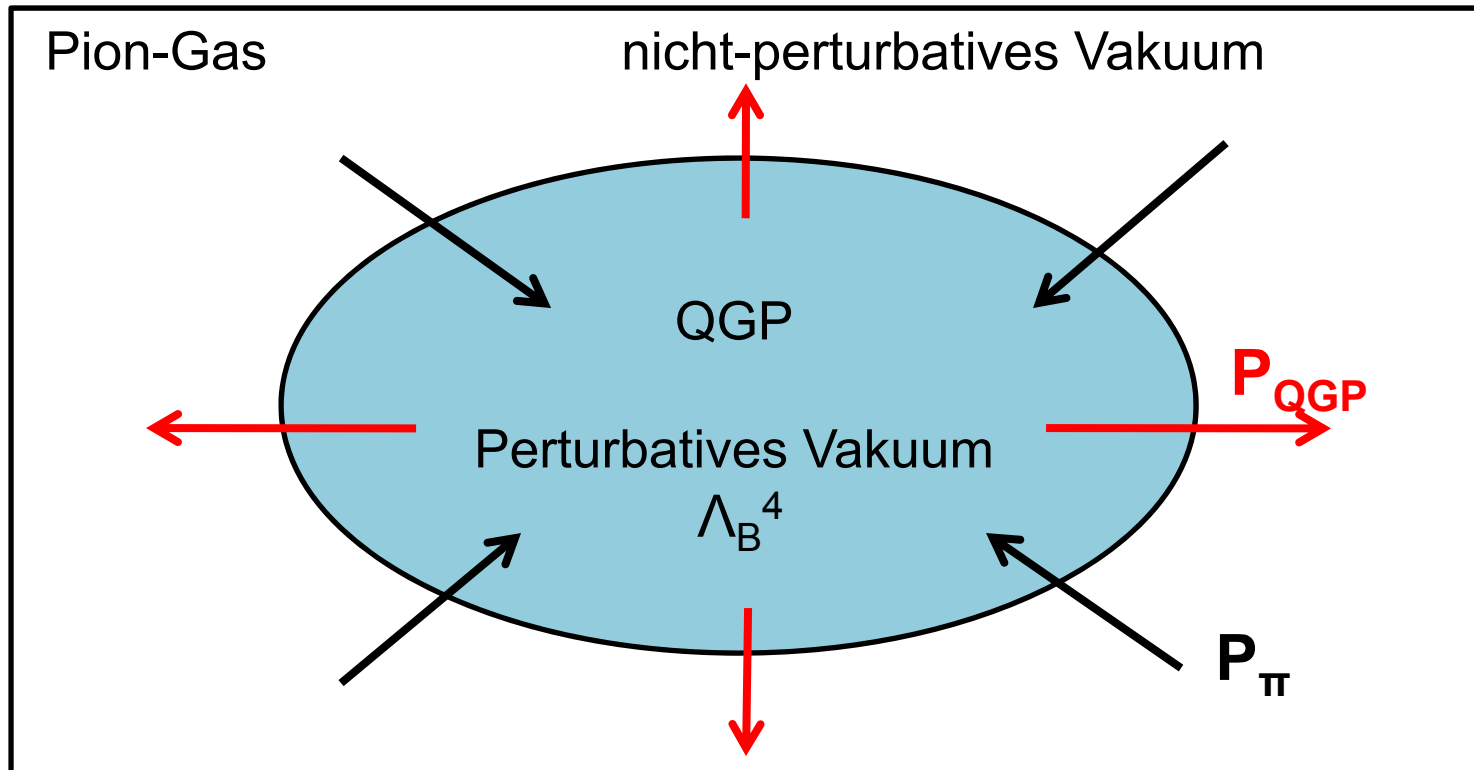 Pion-Gas
nicht-perturbatives Vakuum
QGP
P_QGP
Perturbatives Vakuum
Λ_B^4
P_π